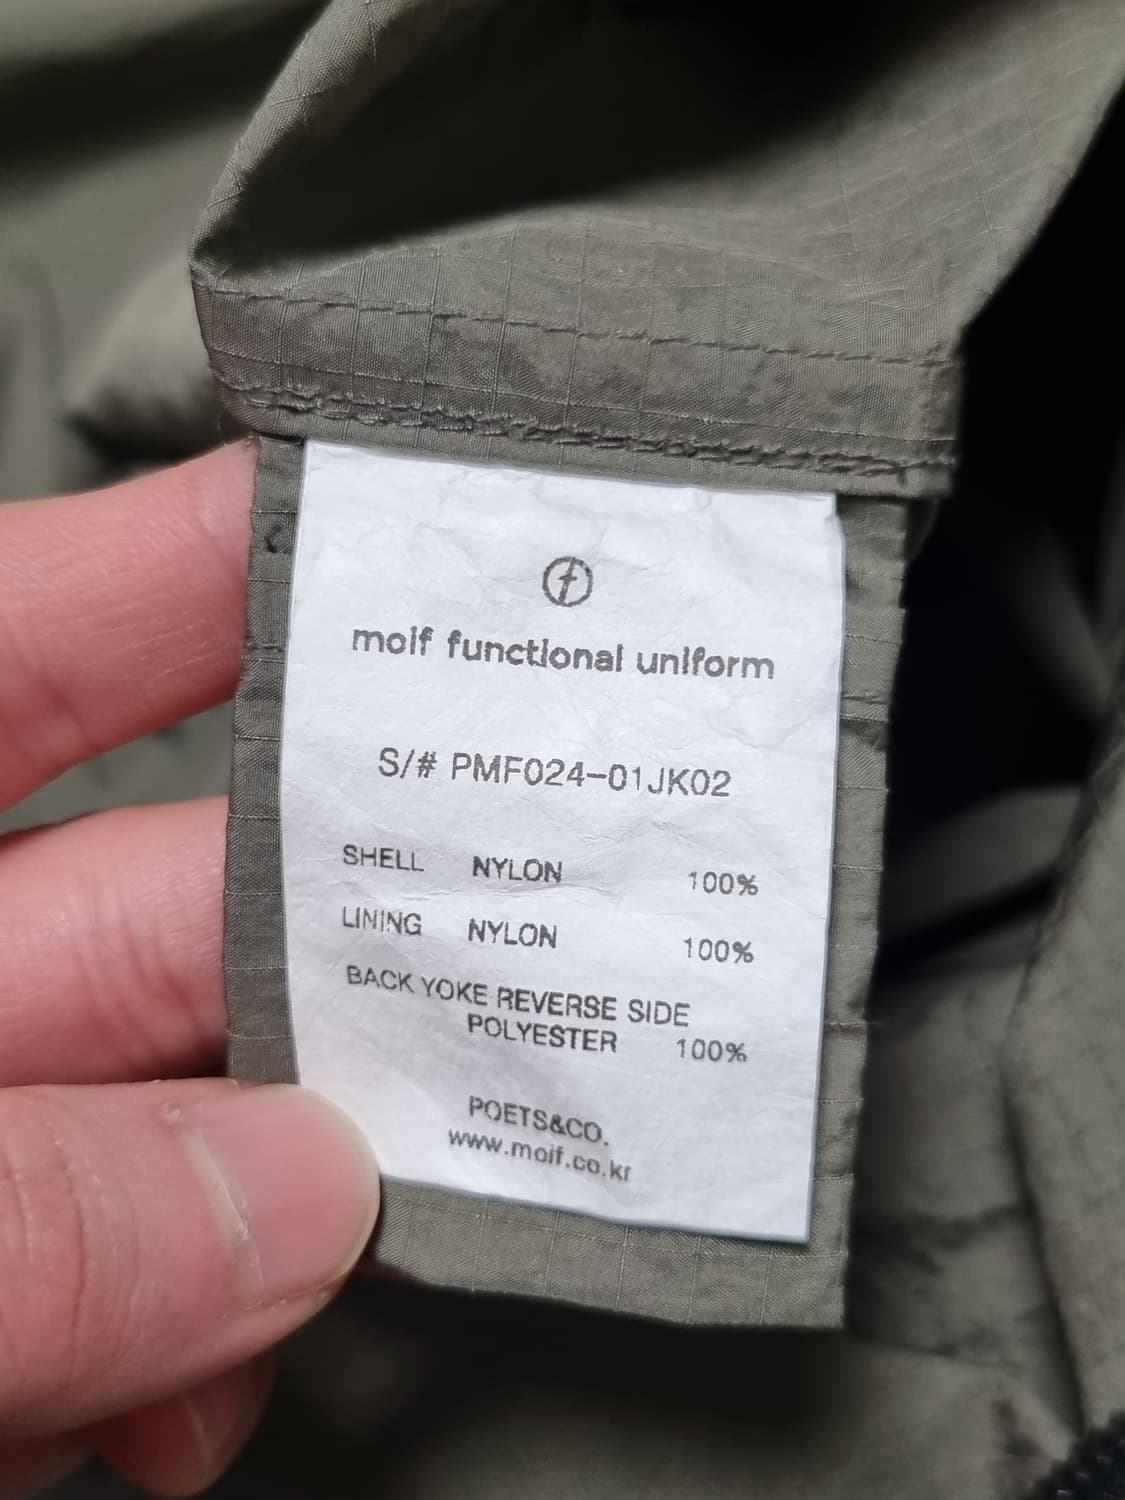 f
moif functional uniform
S/# PMF024-01JK02
SHELL NYLON 100%
LINING NYLON 100%
BACK YOKE REVERSE SIDE
POLYESTER 100%
POETS&CO.
www.moif.co.kr